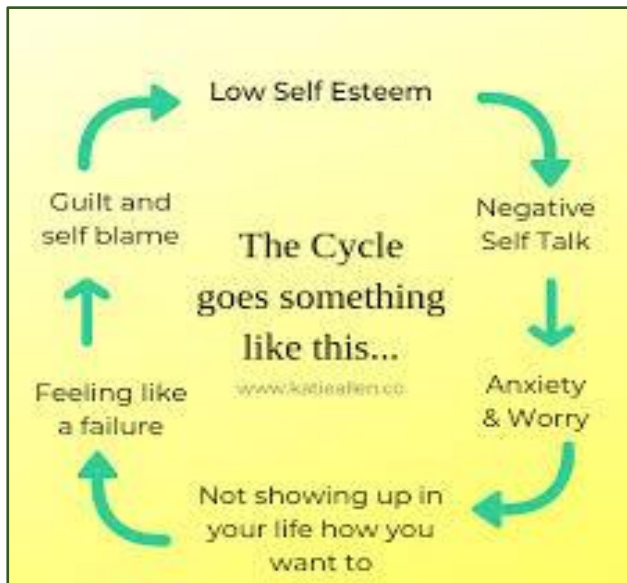 Low Self Esteem
Negative
Self Talk
Anxiety
& Worry
Not showing up in
your life how you
want to
Feeling like
a failure
Guilt and
self blame
The Cycle
goes something
like this...
www.katieallen.co